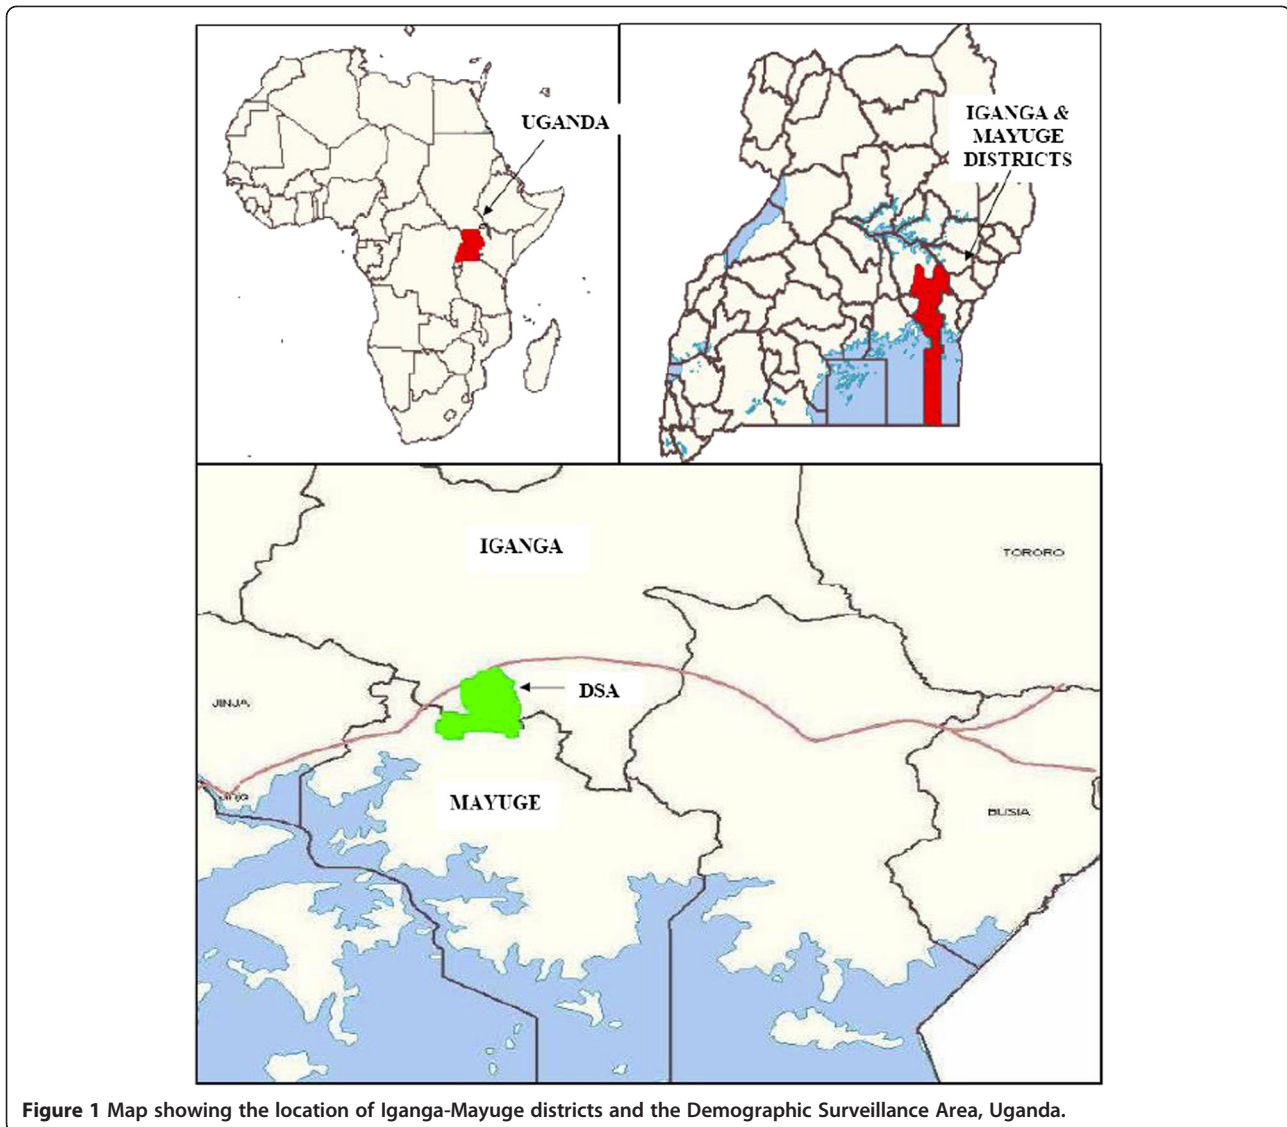 UGANDA
IGANGA &
MAYUGE
DISTRICTS
IGANGA
TORORO
DSA
JINJA
MAYUGE
BUSIA
Figure 1 Map showing the location of Iganga-Mayuge districts and the Demographic Surveillance Area, Uganda.